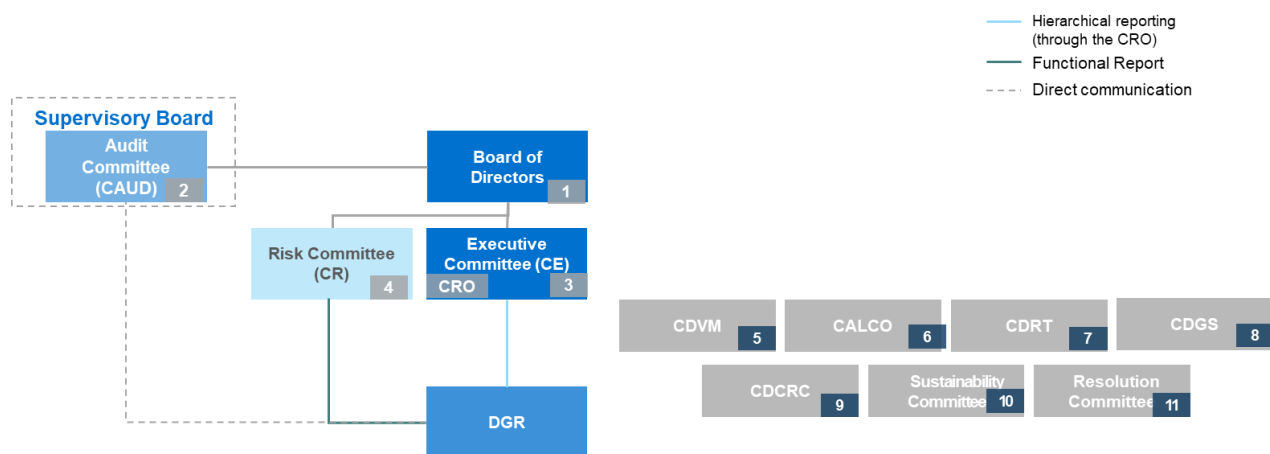 Hierarchical reporting
(through the CRO)
Functional Report
Direct communication
Supervisory Board
Audit
Committee
(CAUD)
2
Board of
Directors
1
Risk Committee
(CR)
4
Executive
Committee (CE)
CRO
3
CDVM
5
CALCO
6
CDRT
7
CDGS
8
CDCRC
9
Sustainability
Committee
10
Resolution
Committee
11
DGR